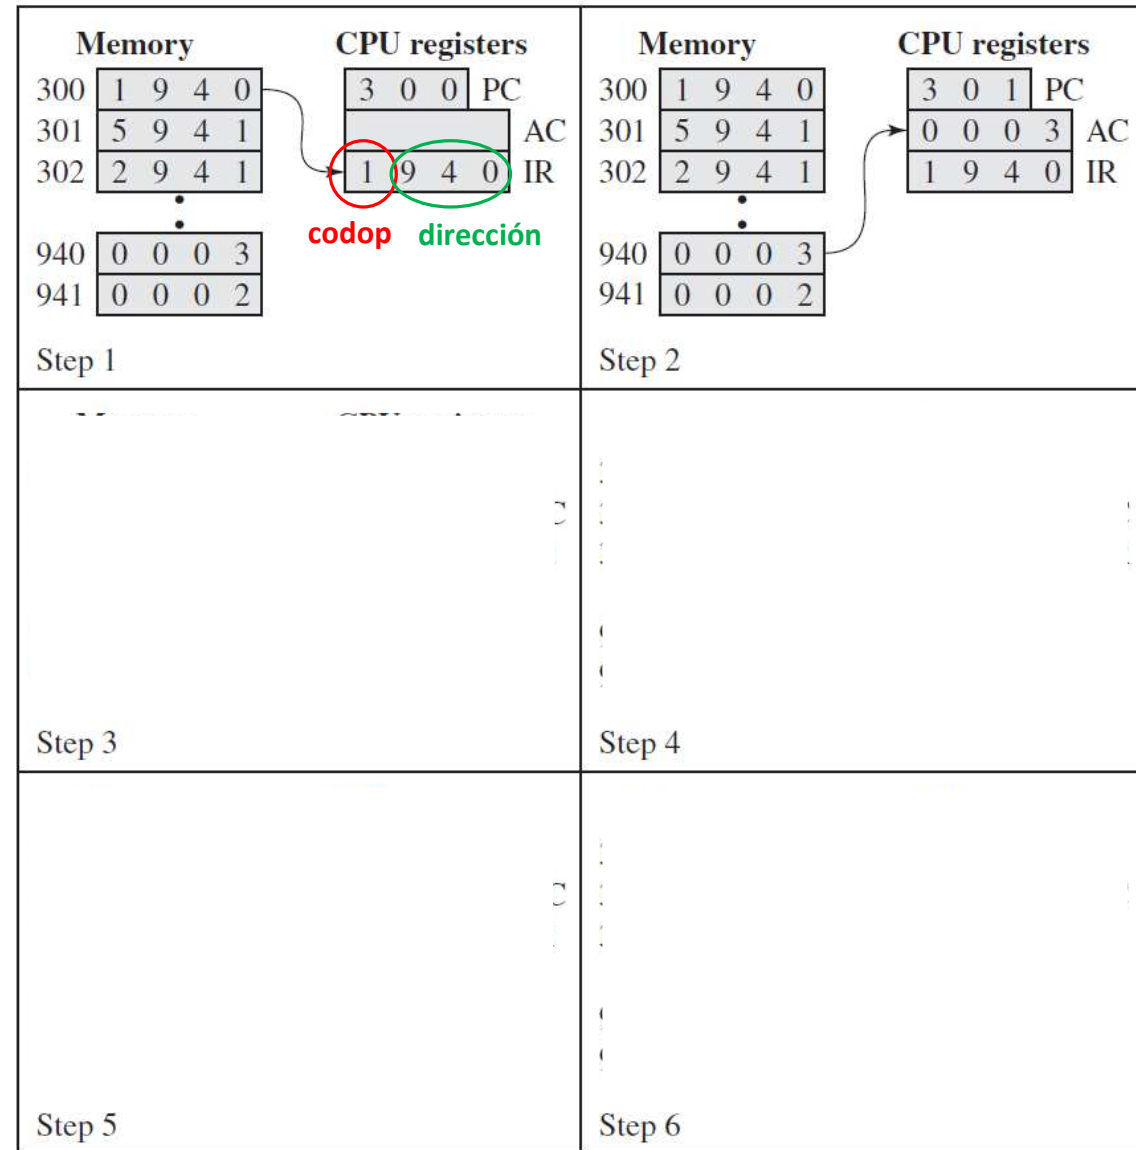 Memory CPU registers
300 1 9 4 0 3 0 0 PC
301 5 9 4 1 AC
302 2 9 4 1 1 9 4 0 IR
codop dirección
940 0 0 0 3
941 0 0 0 2
Step 1
Memory CPU registers
300 1 9 4 0 3 0 1 PC
301 5 9 4 1 0 0 0 3 AC
302 2 9 4 1 1 9 4 0 IR
940 0 0 0 3
941 0 0 0 2
Step 2
Step 3
Step 4
Step 5
Step 6